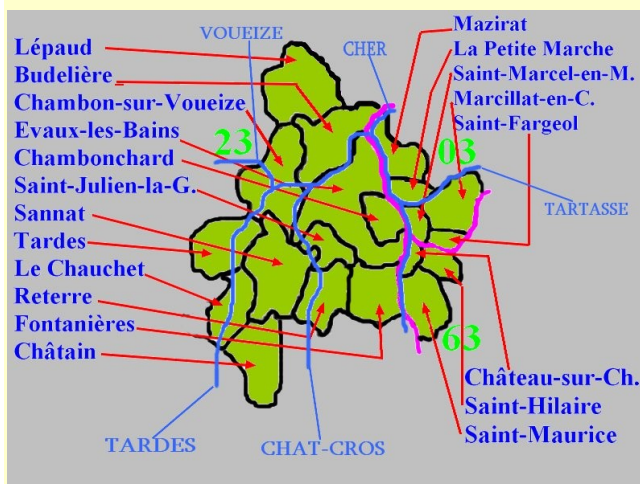 Lépaud
Budelière
Chambon-sur-Voueize
Evaux-les-Bains
Chambonchard
Saint-Julien-la-G.
Sannat
Tardes
Le Chauchet
Reterre
Fontanières
Châtain
VOUEIZE
CHER
23
03
63
TARDES
CHAT-CROS
TARTASSE
Mazirat
La Petite Marche
Saint-Marcel-en-M.
Marcillat-en-C.
Saint-Fargeol
Château-sur-Ch.
Saint-Hilaire
Saint-Maurice